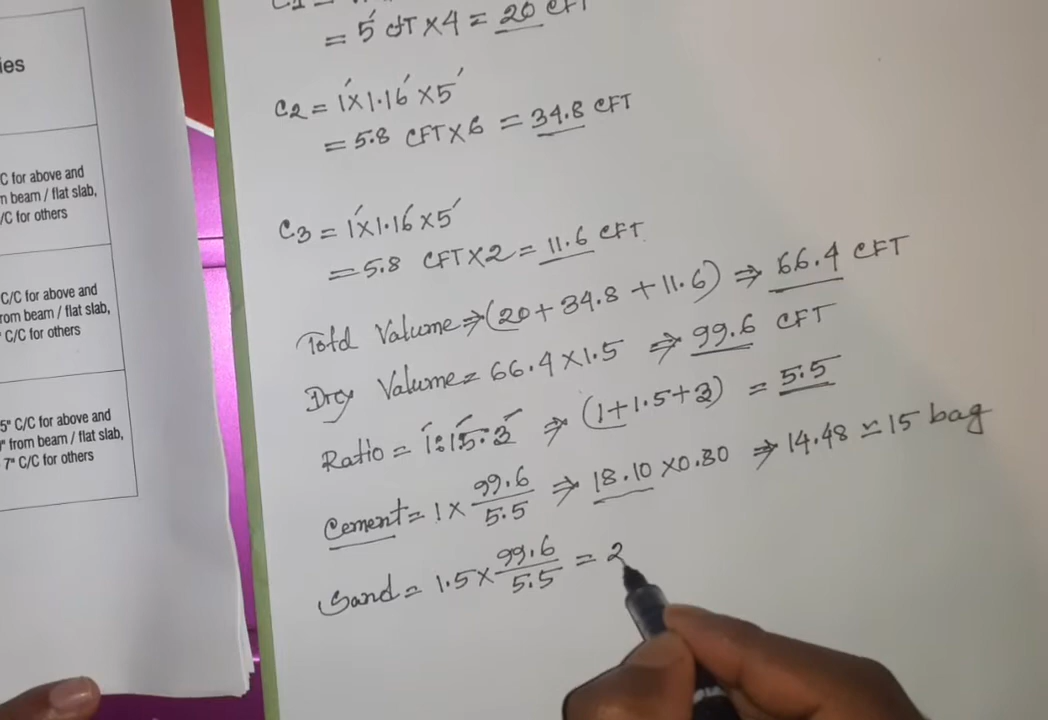 ies
C for above and
m beam / flat slab,
/C for others
C/C for above and
rom beam / flat slab,
C/C for others
5" C/C for above and
" from beam / flat slab,
7" C/C for others
C1 =
= 5 CFT X 4 = 20 CFT
C2 = 1' X 1.16' X 5'
= 5.8 CFT X 6 = 34.8 CFT
C3 = 1' X 1.16' X 5'
= 5.8 CFT X 2 = 11.6 CFT
Total Valume ⇒ (20 + 34.8 + 11.6) ⇒ 66.4 CFT
Dry Valume = 66.4 X 1.5 ⇒ 99.6 CFT
Ratio = 1:1.5:3 ⇒ (1+1.5+3) = 5.5
Cement = 1 X 99.6/5.5 ⇒ 18.10 X 0.80 ⇒ 14.48 ≃ 15 bag
Sand = 1.5 X 99.6/5.5 = 2